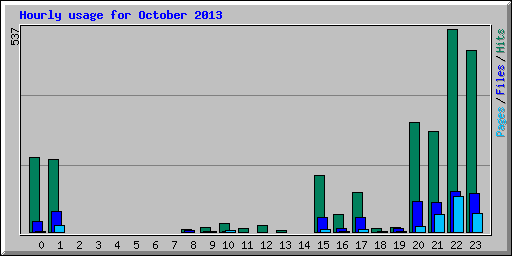 Hourly usage for October 2013
537
Pages / Files / Hits
0 1 2 3 4 5 6 7 8 9 10 11 12 13 14 15 16 17 18 19 20 21 22 23